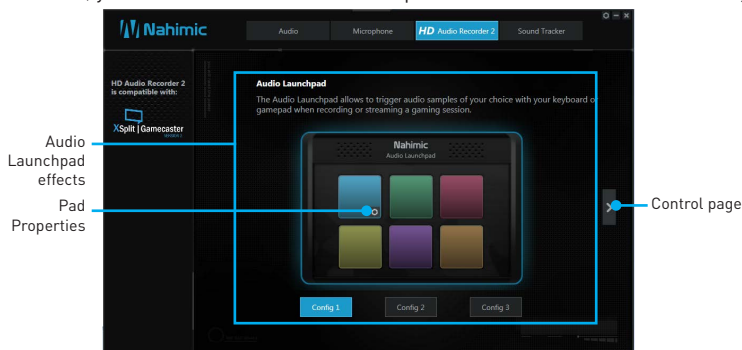 Nahimic
Audio
Microphone
HD Audio Recorder 2
Sound Tracker
HD Audio Recorder 2
is compatible with:
XSplit | Gamecaster
Audio Launchpad
The Audio Launchpad allows to trigger audio samples of your choice with your keyboard or
gamepad when recording or streaming a gaming session.
Nahimic
Audio Launchpad
Audio
Launchpad
effects
Pad
Properties
Control page
Config 1
Config 2
Config 3